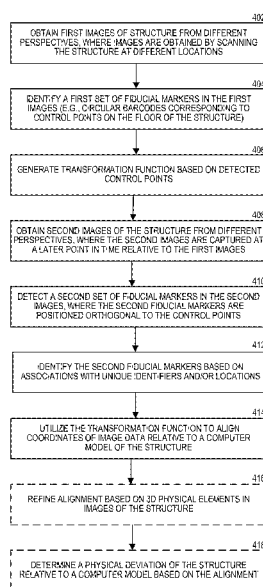 402
OBTAIN FIRST IMAGES OF STRUCTURE FROM DIFFERENT
PERSPECTIVES, WHERE IMAGES ARE OBTAINED BY SCANNING
THE STRUCTURE AT DIFFERENT LOCATIONS
404
IDENTIFY A FIRST SET OF FIDUCIAL MARKERS IN THE FIRST
IMAGES (E.G., CIRCULAR BARCODES CORRESPONDING TO
CONTROL POINTS ON THE FLOOR OF THE STRUCTURE)
406
GENERATE TRANSFORMATION FUNCTION BASED ON DETECTED
CONTROL POINTS
408
OBTAIN SECOND IMAGES OF THE STRUCTURE FROM DIFFERENT
PERSPECTIVES, WHERE THE SECOND IMAGES ARE CAPTURED AT
A LATER POINT IN TIME RELATIVE TO THE FIRST IMAGES
410
DETECT A SECOND SET OF FIDUCIAL MARKERS IN THE SECOND
IMAGES, WHERE THE SECOND FIDUCIAL MARKERS ARE
POSITIONED ORTHOGONAL TO THE CONTROL POINTS
412
IDENTIFY THE SECOND FIDUCIAL MARKERS BASED ON
ASSOCIATIONS WITH UNIQUE IDENTIFIERS AND/OR LOCATIONS
414
UTILIZE THE TRANSFORMATION FUNCTION TO ALIGN
COORDINATES OF IMAGE DATA RELATIVE TO A COMPUTER
MODEL OF THE STRUCTURE
416
REFINE ALIGNMENT BASED ON 3D PHYSICAL ELEMENTS IN
IMAGES OF THE STRUCTURE
418
DETERMINE A PHYSICAL DEVIATION OF THE STRUCTURE
RELATIVE TO A COMPUTER MODEL BASED ON THE ALIGNMENT